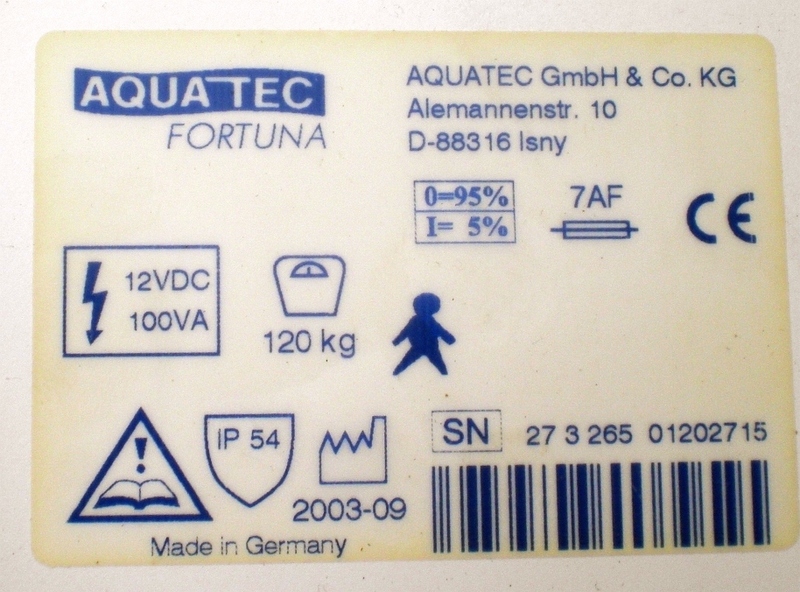 AQUATEC
FORTUNA
AQUATEC GmbH & Co. KG
Alemannenstr. 10
D-88316 Isny
0=95%
I= 5%
7AF
CE
12VDC
100VA
120 kg
!
IP 54
2003-09
SN 27 3 265 01202715
Made in Germany